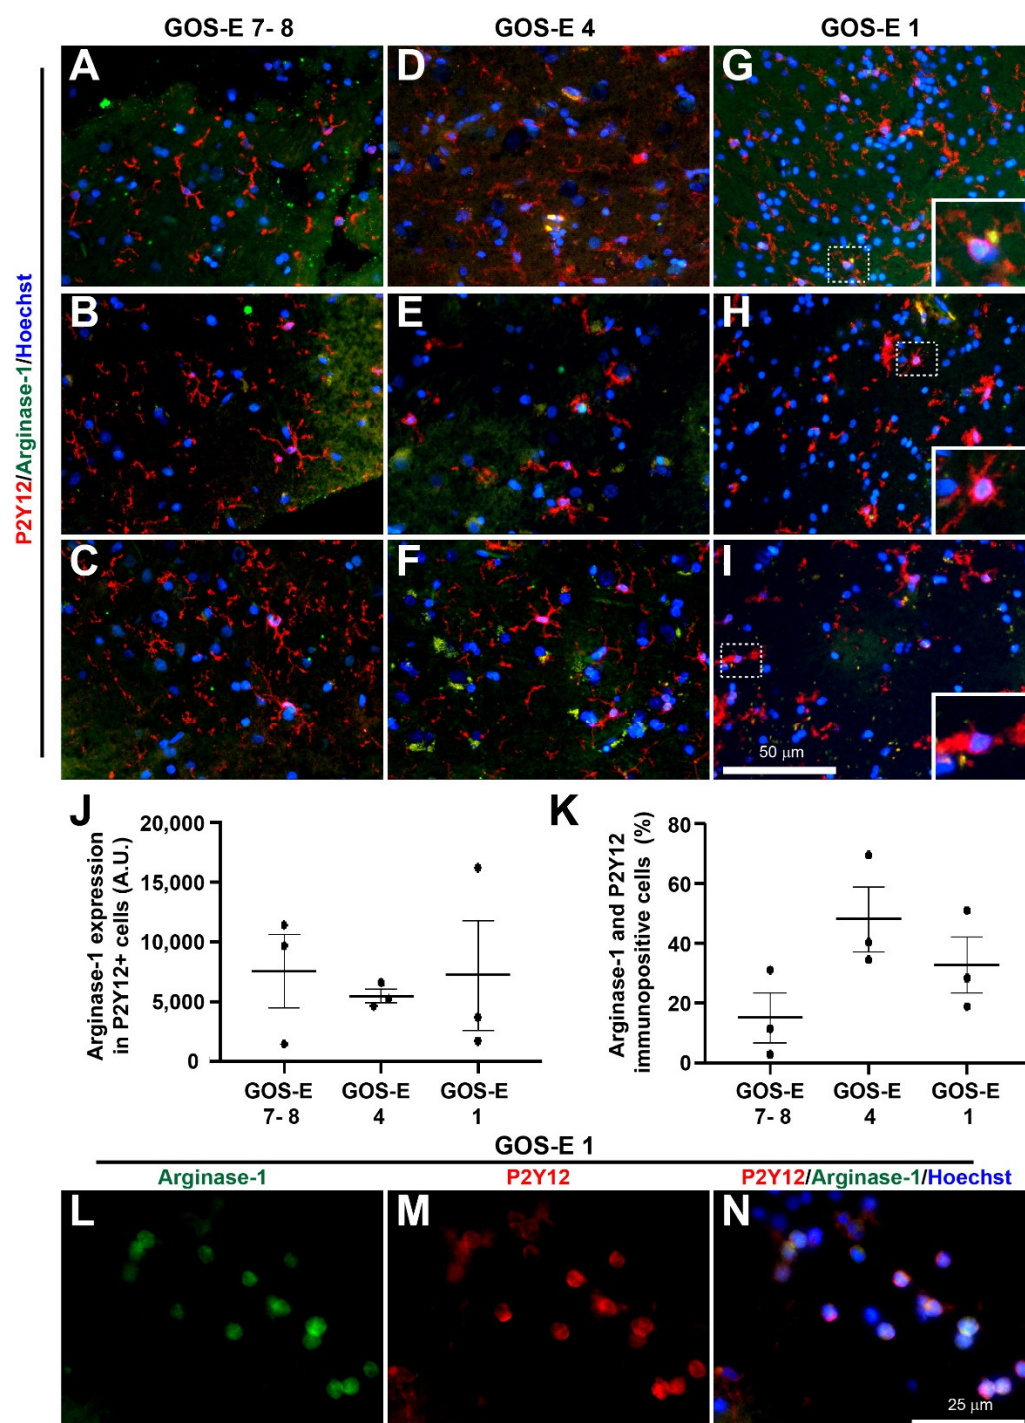 GOS-E 7- 8
GOS-E 4
GOS-E 1
P2Y12/Arginase-1/Hoechst
A
D
G
B
E
H
C
F
I
50 μm
J
Arginase-1 expression
in P2Y12+ cells (A.U.)
20,000
15,000
10,000
5,000
0
GOS-E
7- 8
GOS-E
4
GOS-E
1
K
Arginase-1 and P2Y12
immunopositive cells (%)
80
60
40
20
0
GOS-E
7- 8
GOS-E
4
GOS-E
1
GOS-E 1
Arginase-1
P2Y12
P2Y12/Arginase-1/Hoechst
L
M
N
25 μm